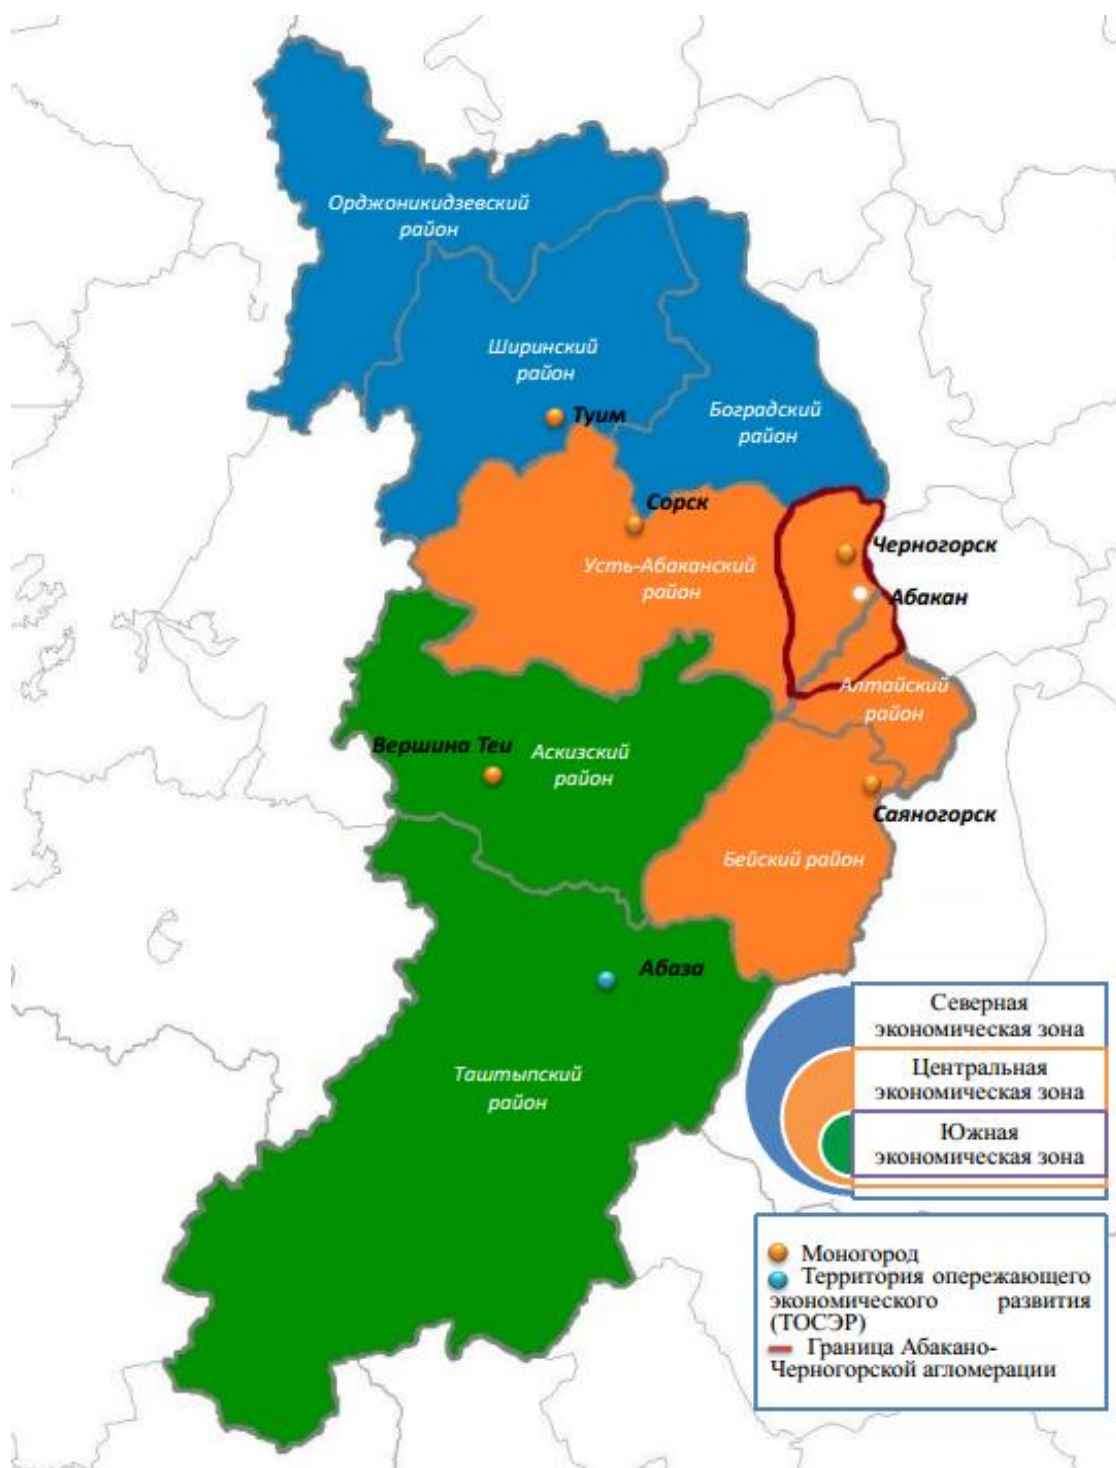 Орджоникидзевский
район
Ширинский
район
Туим
Боградский
район
Сорск
Черногорск
Усть-Абаканский
район
Абакан
Алтайский
район
Вершина Теи
Аскизский
район
Саяногорск
Бейский район
Абаза
Таштыпский
район
Северная
экономическая зона
Центральная
экономическая зона
Южная
экономическая зона
Моногород
Территория опережающего
экономического развития
(ТОСЭР)
Граница Абакано-
Черногорской агломерации